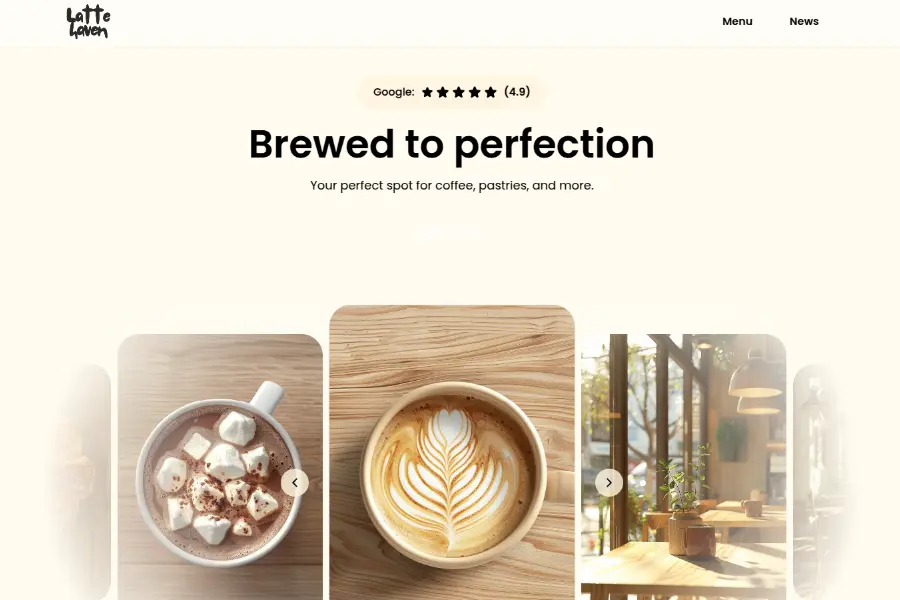 Latte
haven
Menu
News
Google: ★★★★★ (4.9)
Brewed to perfection
Your perfect spot for coffee, pastries, and more.